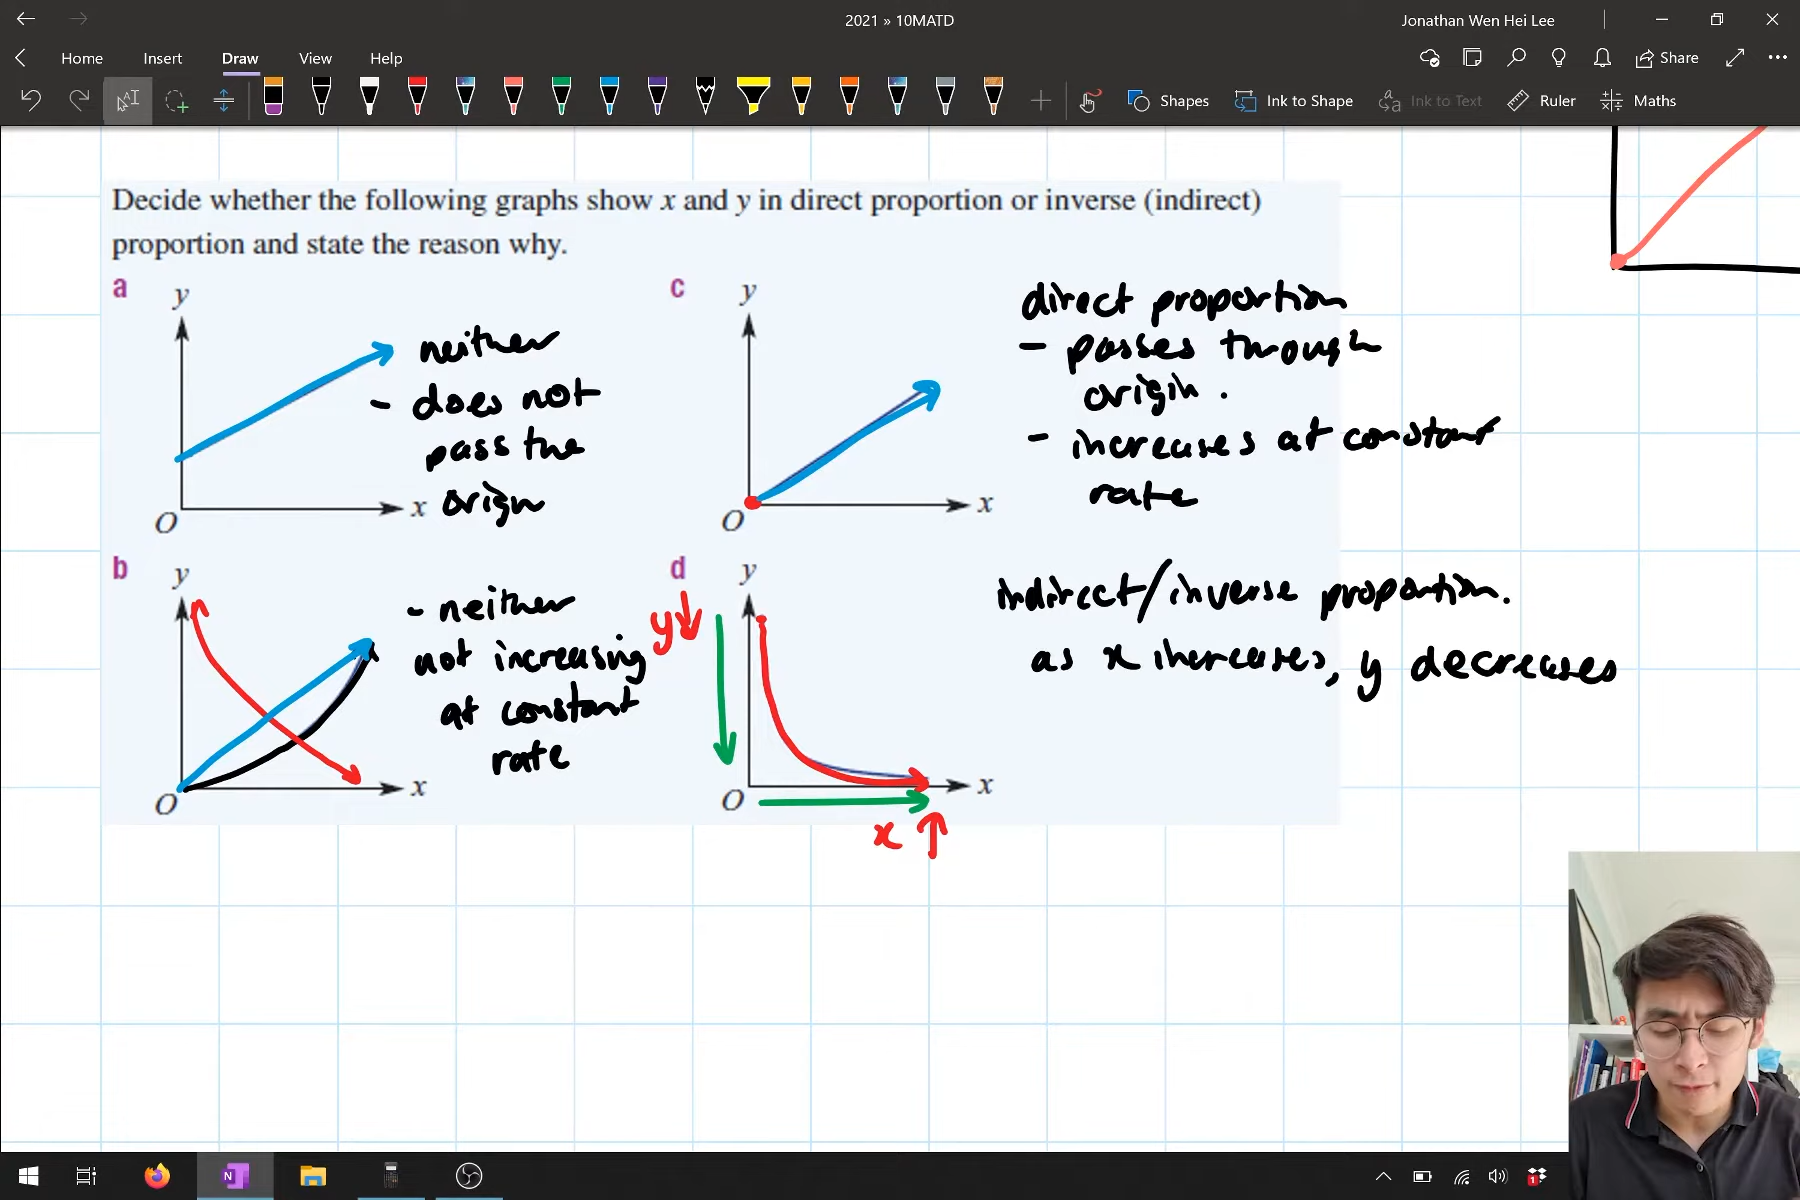 2021 » 10MATD
Jonathan Wen Hei Lee
Home Insert Draw View Help
Share
Shapes Ink to Shape Ink to Text Ruler Maths
Decide whether the following graphs show x and y in direct proportion or inverse (indirect)
proportion and state the reason why.
a
y
neither
- does not
pass the
origin
x
O
c
y
direct proportion
- passes through
origin.
- increases at constant
rate
x
O
b
y
- neither
not increasing
at constant
rate
x
O
d
y
y↓
indirect/inverse proportion.
as x increases, y decreases
x
O
x ↑
N
1